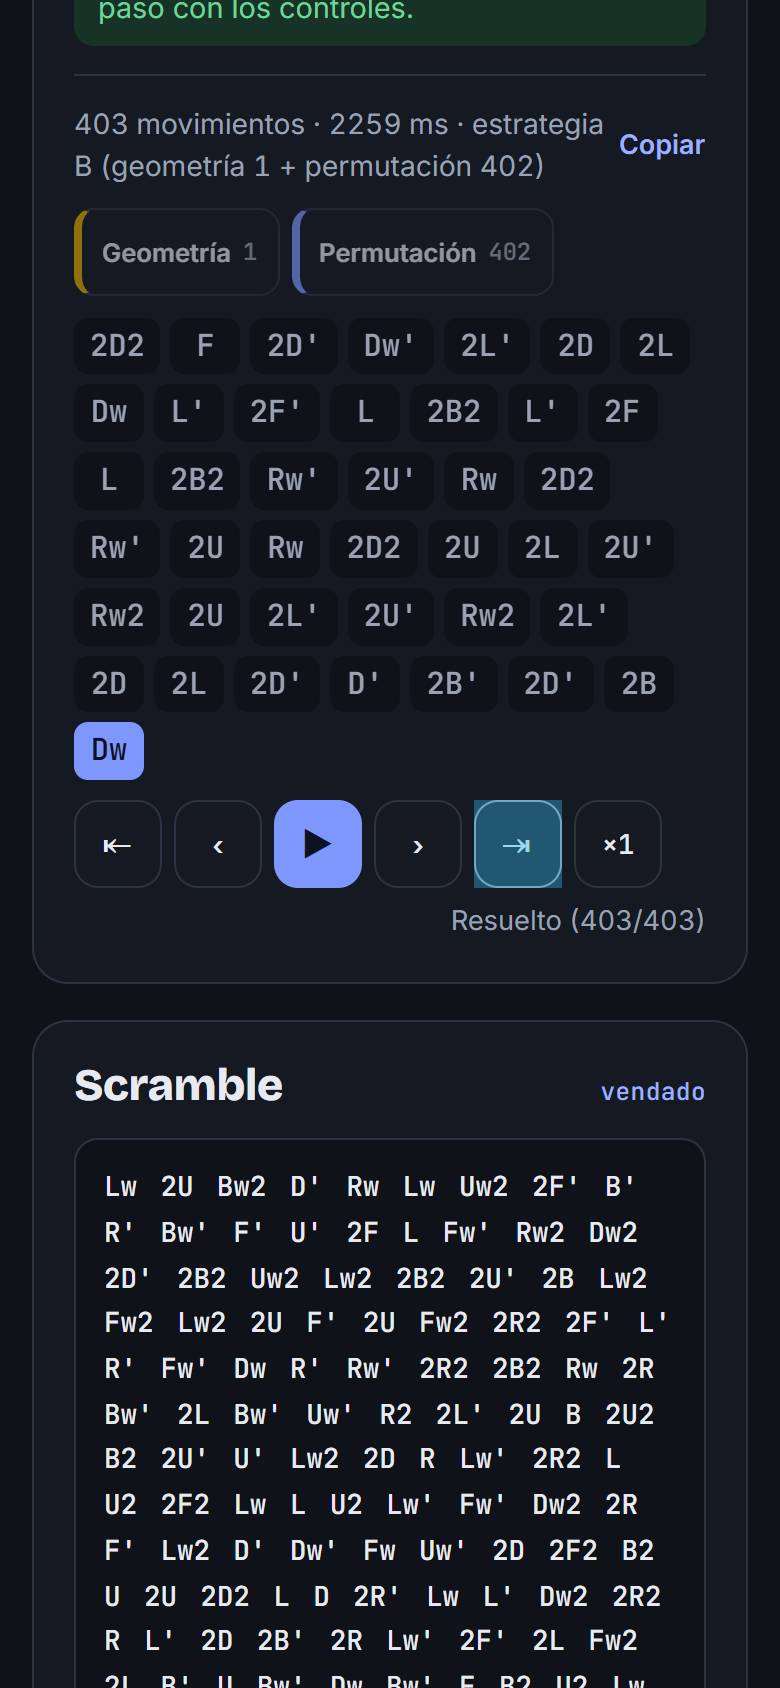 paso con los controles.
403 movimientos · 2259 ms · estrategia
B (geometría 1 + permutación 402)
Copiar
Geometría 1
Permutación 402
2D2 F 2D' Dw' 2L' 2D 2L
Dw L' 2F' L 2B2 L' 2F
L 2B2 Rw' 2U' Rw 2D2
Rw' 2U Rw 2D2 2U 2L 2U'
Rw2 2U 2L' 2U' Rw2 2L'
2D 2L 2D' D' 2B' 2D' 2B
Dw
×1
Resuelto (403/403)
Scramble
vendado
Lw 2U Bw2 D' Rw Lw Uw2 2F' B'
R' Bw' F' U' 2F L Fw' Rw2 Dw2
2D' 2B2 Uw2 Lw2 2B2 2U' 2B Lw2
Fw2 Lw2 2U F' 2U Fw2 2R2 2F' L'
R' Fw' Dw R' Rw' 2R2 2B2 Rw 2R
Bw' 2L Bw' Uw' R2 2L' 2U B 2U2
B2 2U' U' Lw2 2D R Lw' 2R2 L
U2 2F2 Lw L U2 Lw' Fw' Dw2 2R
F' Lw2 D' Dw' Fw Uw' 2D 2F2 B2
U 2U 2D2 L D 2R' Lw L' Dw2 2R2
R L' 2D 2B' 2R Lw' 2F' 2L Fw2
2L B' U Bw' Dw Bw' F B2 U2 Lw